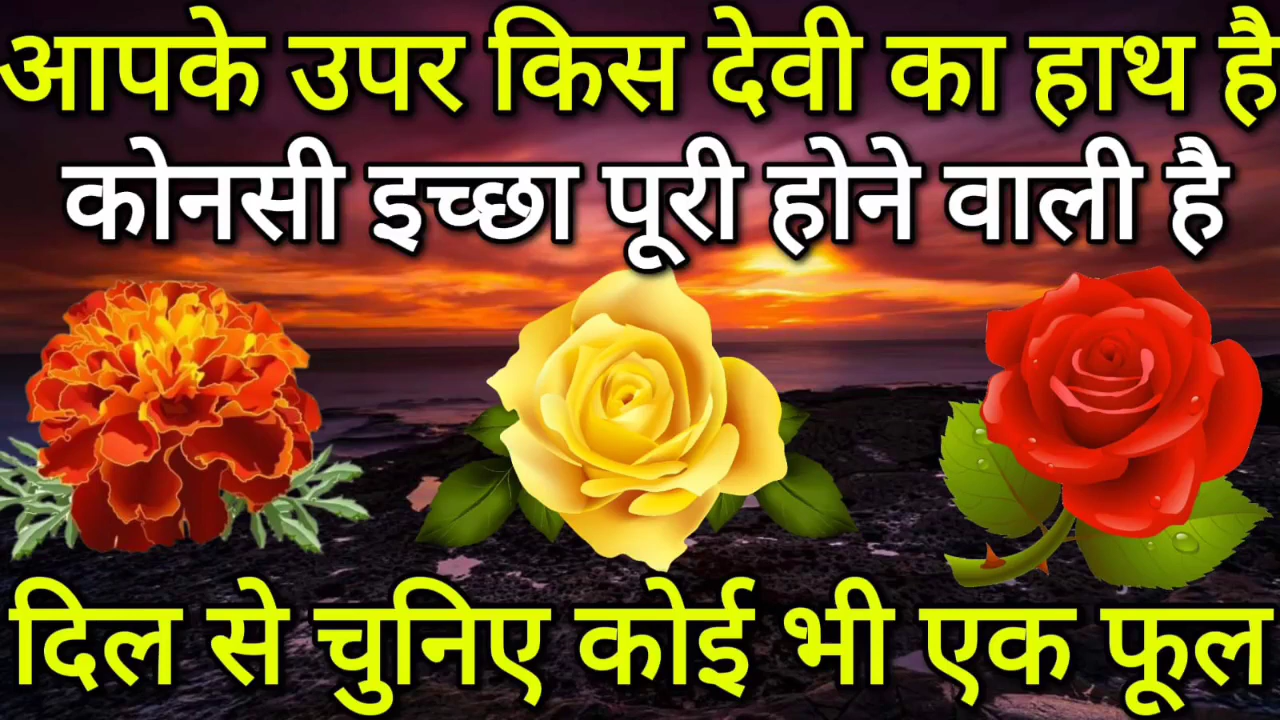 आपके उपर किस देवी का हाथ है
कोनसी इच्छा पूरी होने वाली है
दिल से चुनिए कोई भी एक फूल